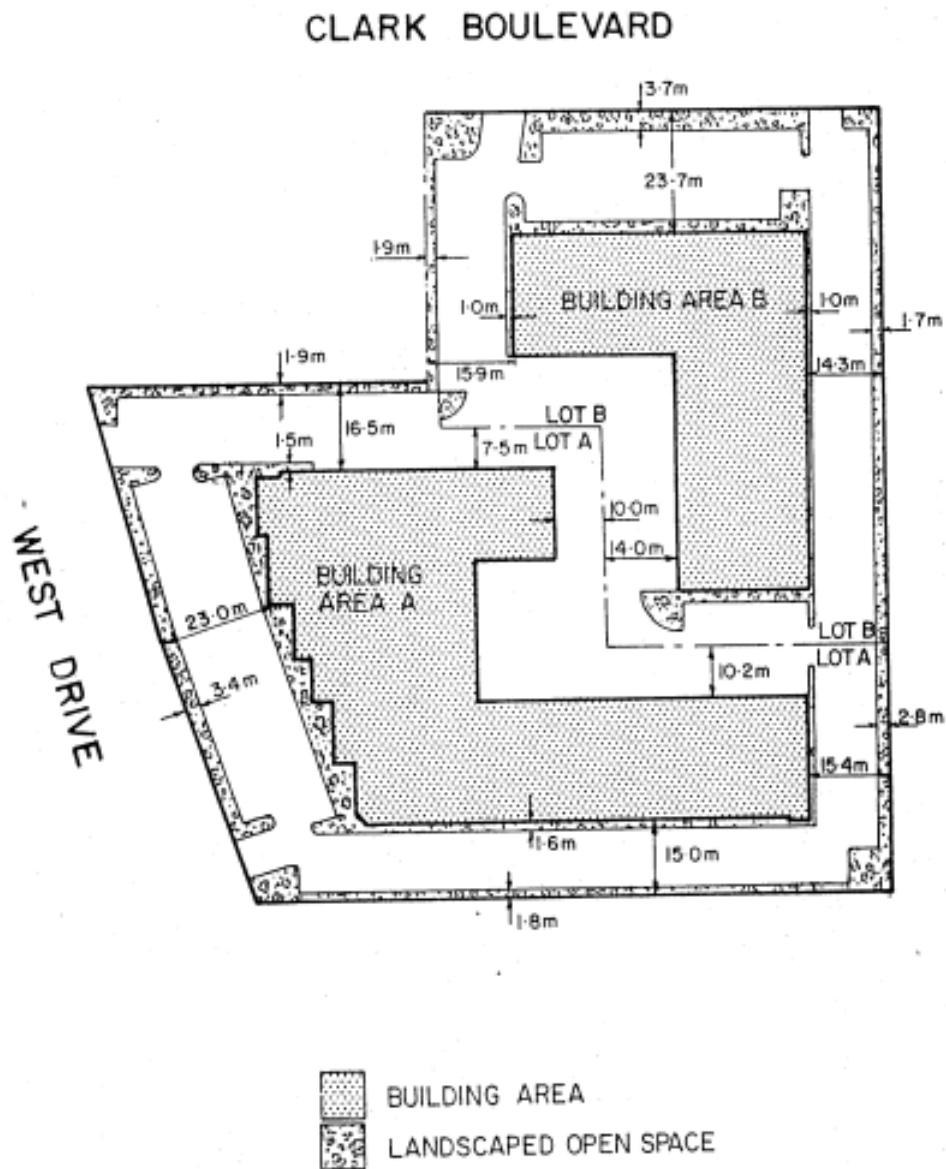 CLARK BOULEVARD
3.7m
23.7m
1.9m
BUILDING AREA B
1.0m
1.0m
1.7m
1.9m
15.9m
14.3m
LOT B
16.5m
7.5m
LOT A
1.5m
10.0m
14.0m
BUILDING
AREA A
WEST DRIVE
23.0m
LOT B
LOT A
10.2m
3.4m
2.8m
15.4m
1.6m
15.0m
1.8m
BUILDING AREA
LANDSCAPED OPEN SPACE